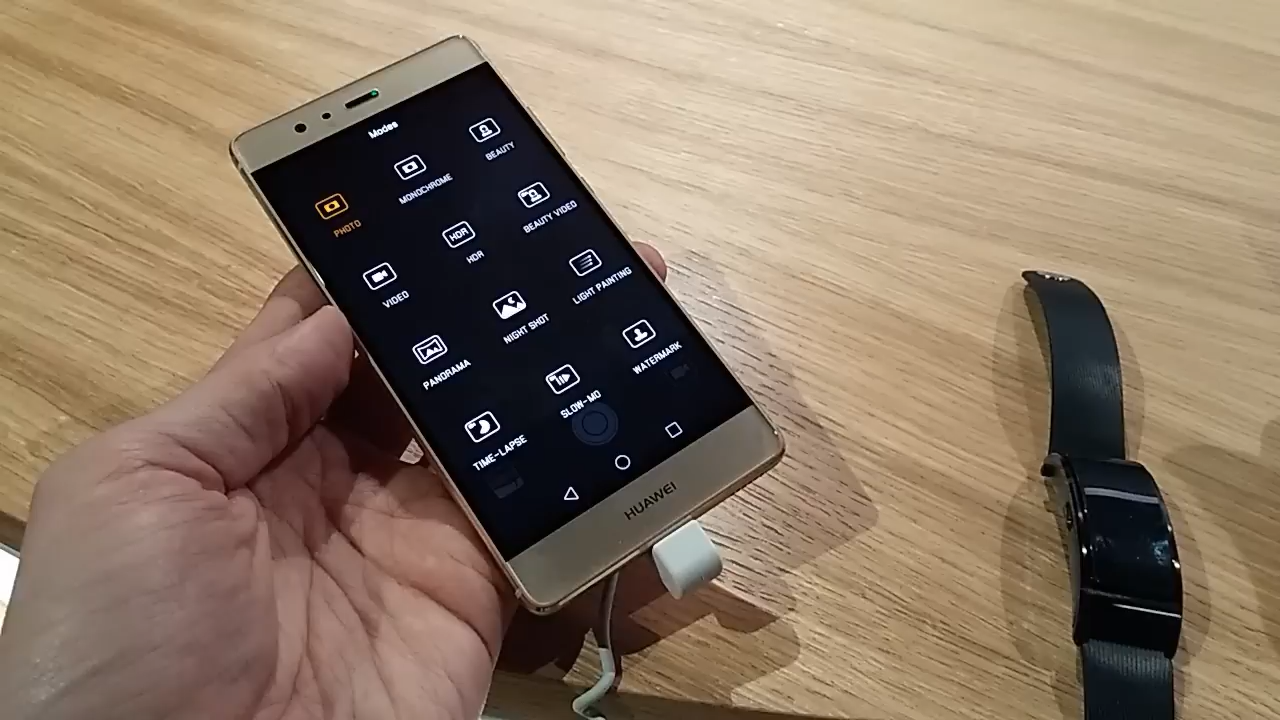 Modes
PHOTO
MONOCHROME
BEAUTY
VIDEO
HDR
HDR
BEAUTY VIDEO
PANORAMA
NIGHT SHOT
LIGHT PAINTING
TIME-LAPSE
SLOW-MO
WATERMARK
HUAWEI